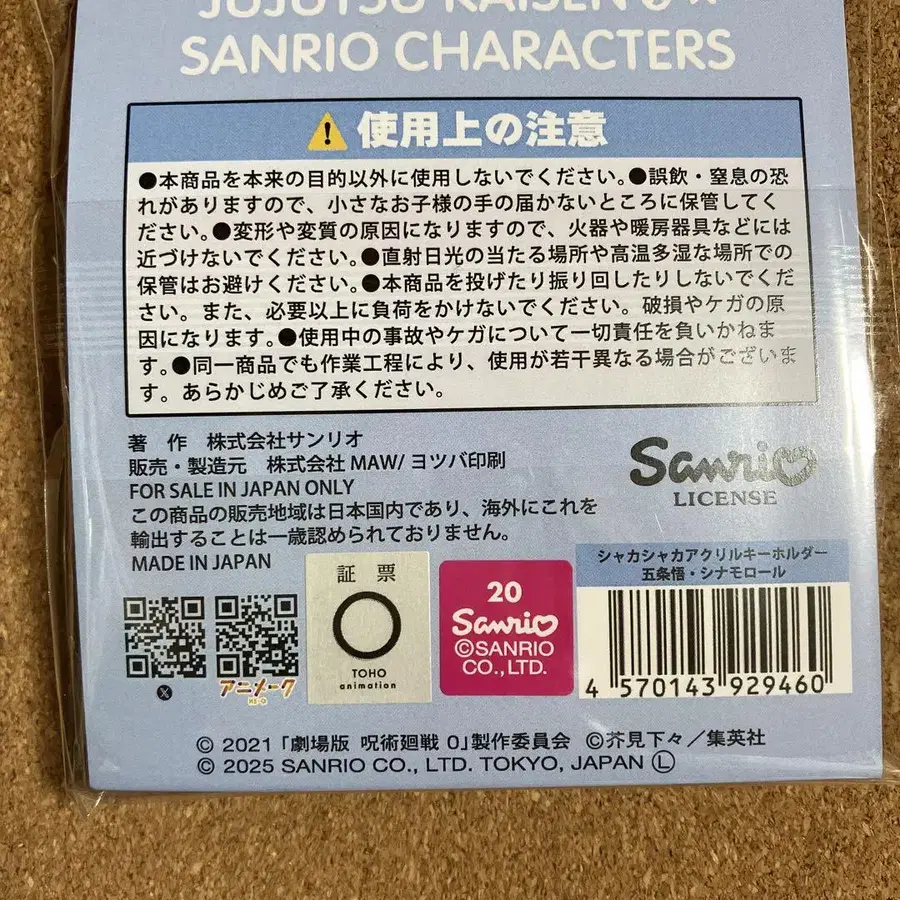 JUJUTSU KAISEN 0 ×
SANRIO CHARACTERS
使用上の注意
●本商品を本来の目的以外に使用しないでください。●誤飲・窒息の恐
れがありますので、小さなお子様の手の届かないところに保管してく
ださい。●変形や変質の原因になりますので、火器や暖房器具などには
近づけないでください。●直射日光の当たる場所や高温多湿な場所での
保管はお避けください。●本商品を投げたり振り回したりしないでくだ
さい。また、必要以上に負荷をかけないでください。破損やケガの原
因になります。●使用中の事故やケガについて一切責任を負いかねま
す。●同一商品でも作業工程により、使用が若干異なる場合がございま
す。あらかじめご了承ください。
著 作 株式会社サンリオ
販売・製造元 株式会社 MAW/ ヨツバ印刷
FOR SALE IN JAPAN ONLY
この商品の販売地域は日本国内であり、海外にこれを
輸出することは一歳認められておりません。
MADE IN JAPAN
Sanrio
LICENSE
証 票
TOHO
animation
20
Sanrio
©SANRIO
CO.,LTD.
シャカシャカアクリルキーホルダー
五条悟・シナモロール
4 570143 929460
X
アニメーク
© 2021「劇場版 呪術廻戦 0」製作委員会 ©芥見下々／集英社
© 2025 SANRIO CO., LTD. TOKYO, JAPAN Ⓛ